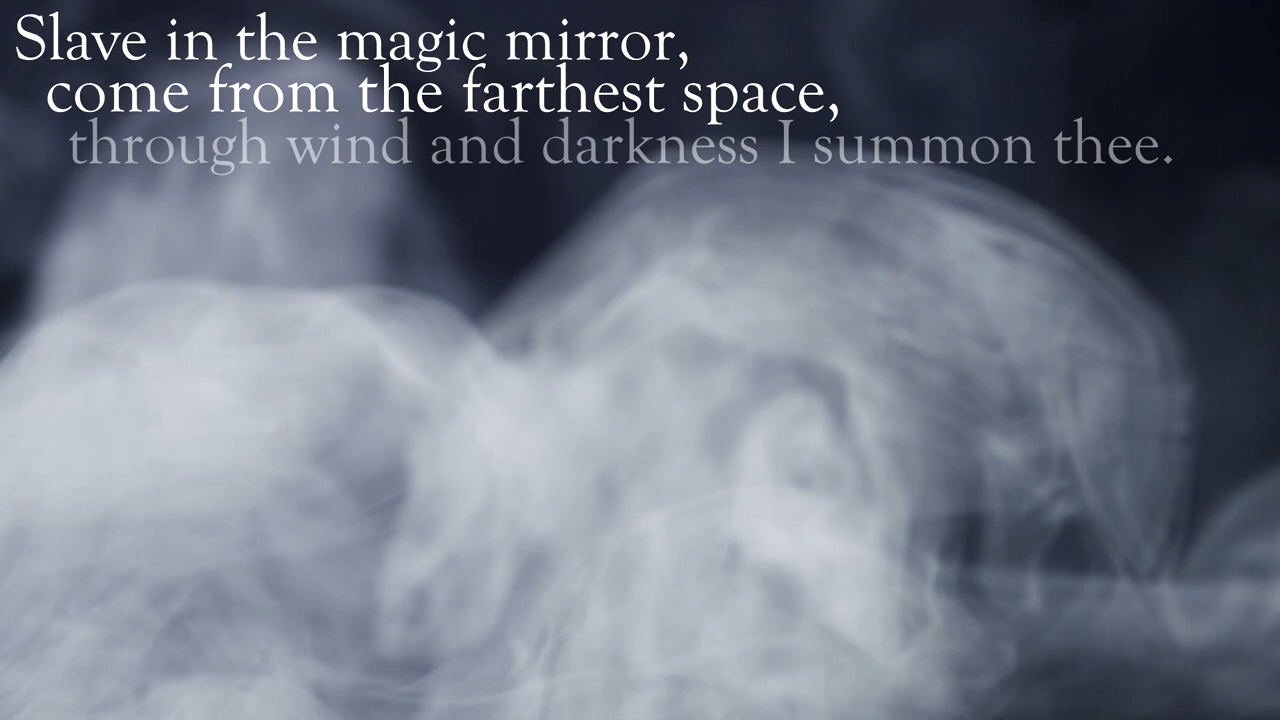 Slave in the magic mirror,
come from the farthest space,
through wind and darkness I summon thee.